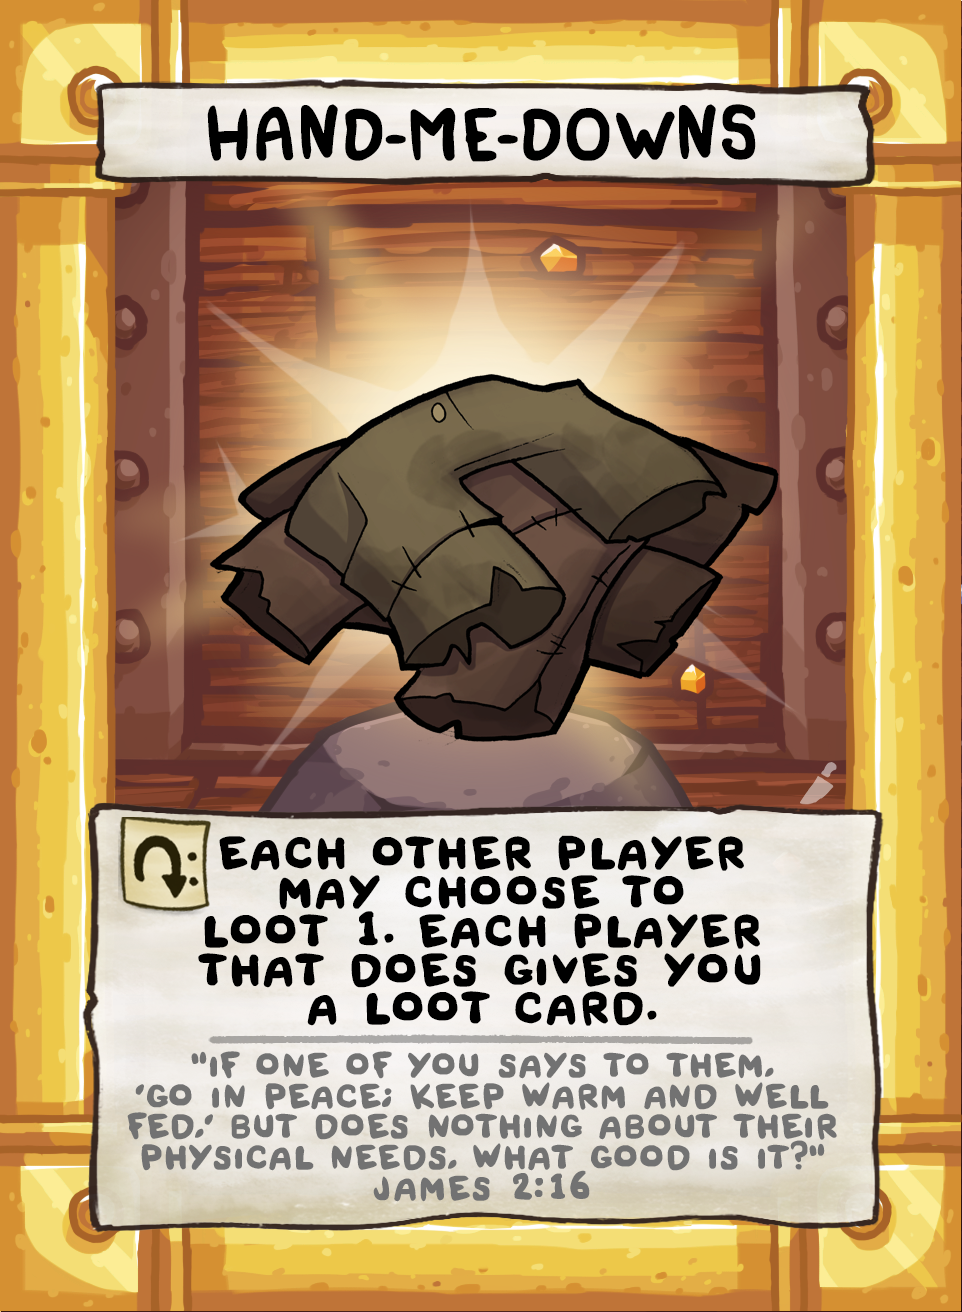 HAND-ME-DOWNS
EACH OTHER PLAYER
MAY CHOOSE TO
LOOT 1. EACH PLAYER
THAT DOES GIVES YOU
A LOOT CARD.
"IF ONE OF YOU SAYS TO THEM,
'GO IN PEACE; KEEP WARM AND WELL
FED,' BUT DOES NOTHING ABOUT THEIR
PHYSICAL NEEDS, WHAT GOOD IS IT?"
JAMES 2:16